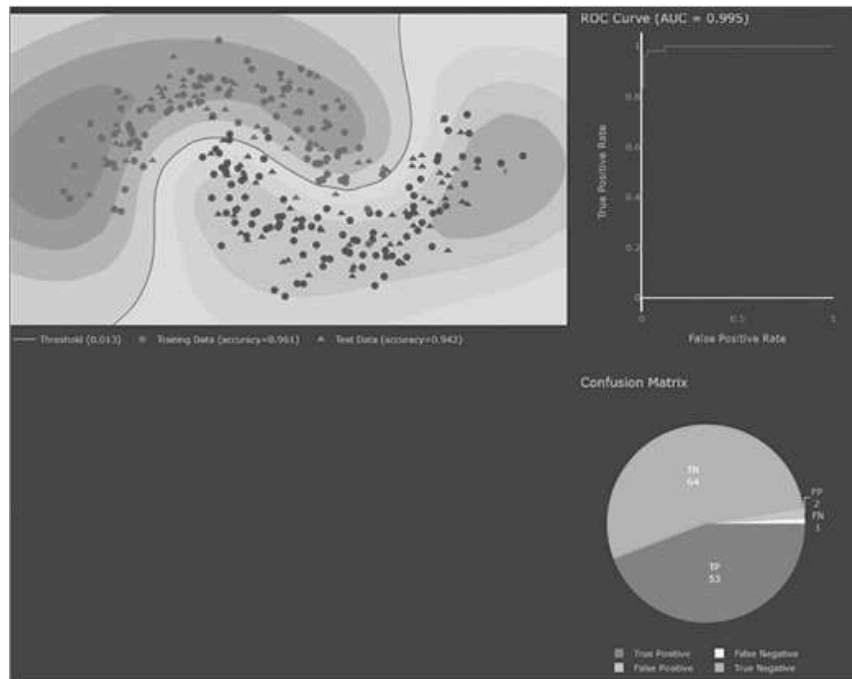 ROC Curve (AUC = 0.995)
1
0.8
0.6
0.4
0.2
0
True Positive Rate
0
0.5
1
False Positive Rate
Threshold (0.013)
Training Data (accuracy=0.961)
Test Data (accuracy=0.942)
Confusion Matrix
TN
64
FP
2
FN
1
TP
53
True Positive
False Negative
False Positive
True Negative